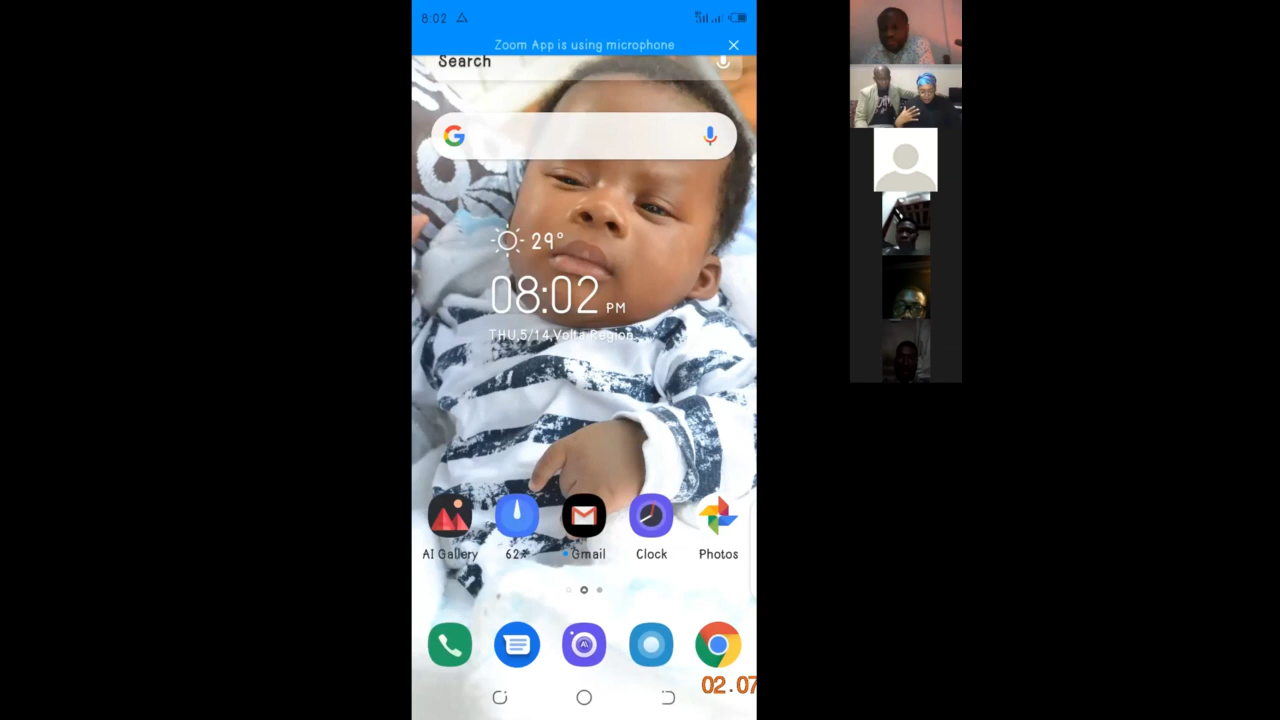 8:02
Zoom App is using microphone
Search
29°
08:02 PM
THU,5/14,Volta Region
AI Gallery
Gmail
Clock
Photos
02.07